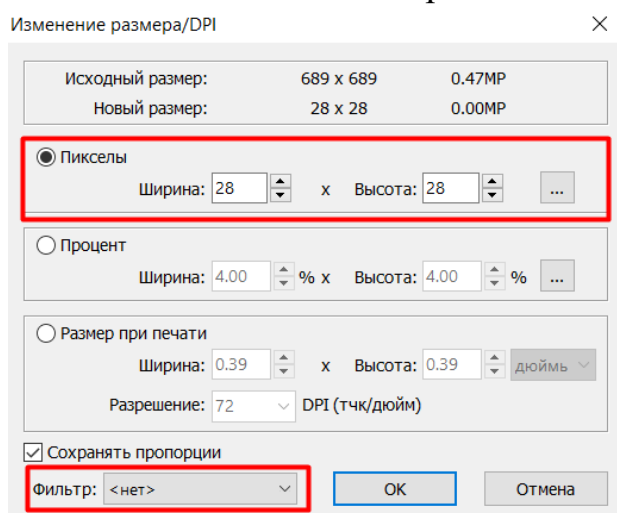 Изменение размера/DPI
Исходный размер: 689 x 689 0.47MP
Новый размер: 28 x 28 0.00MP
Пикселы
Ширина: 28 x Высота: 28 ...
Процент
Ширина: 4.00 % x Высота: 4.00 % ...
Размер при печати
Ширина: 0.39 x Высота: 0.39 дюймь
Разрешение: 72 DPI (тчк/дюйм)
Сохранять пропорции
Фильтр: <нет> OK Отмена